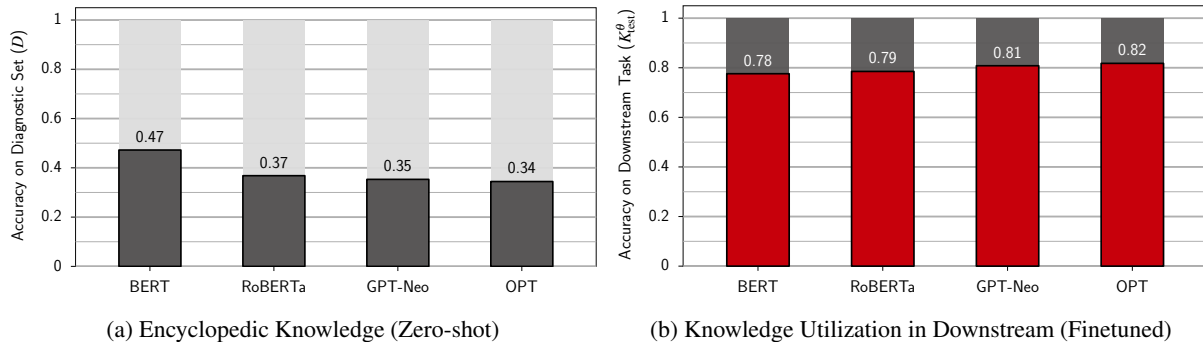 Accuracy on Diagnostic Set (D)
1
0.8
0.6
0.4
0.2
0
0.47
0.37
0.35
0.34
BERT
RoBERTa
GPT-Neo
OPT
(a) Encyclopedic Knowledge (Zero-shot)
Accuracy on Downstream Task (K^θ_test)
1
0.8
0.6
0.4
0.2
0
0.78
0.79
0.81
0.82
BERT
RoBERTa
GPT-Neo
OPT
(b) Knowledge Utilization in Downstream (Finetuned)